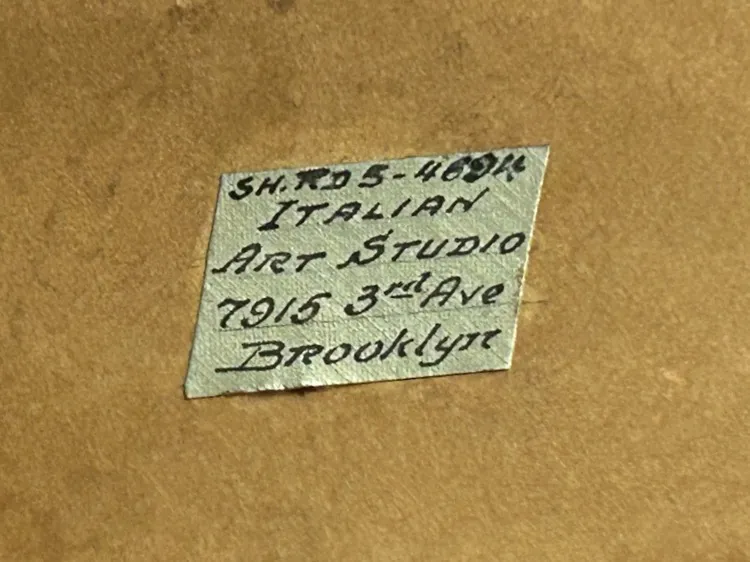 SH. RD 5-4694
ITALIAN
ART STUDIO
7915 3rd Ave
BROOKlyn